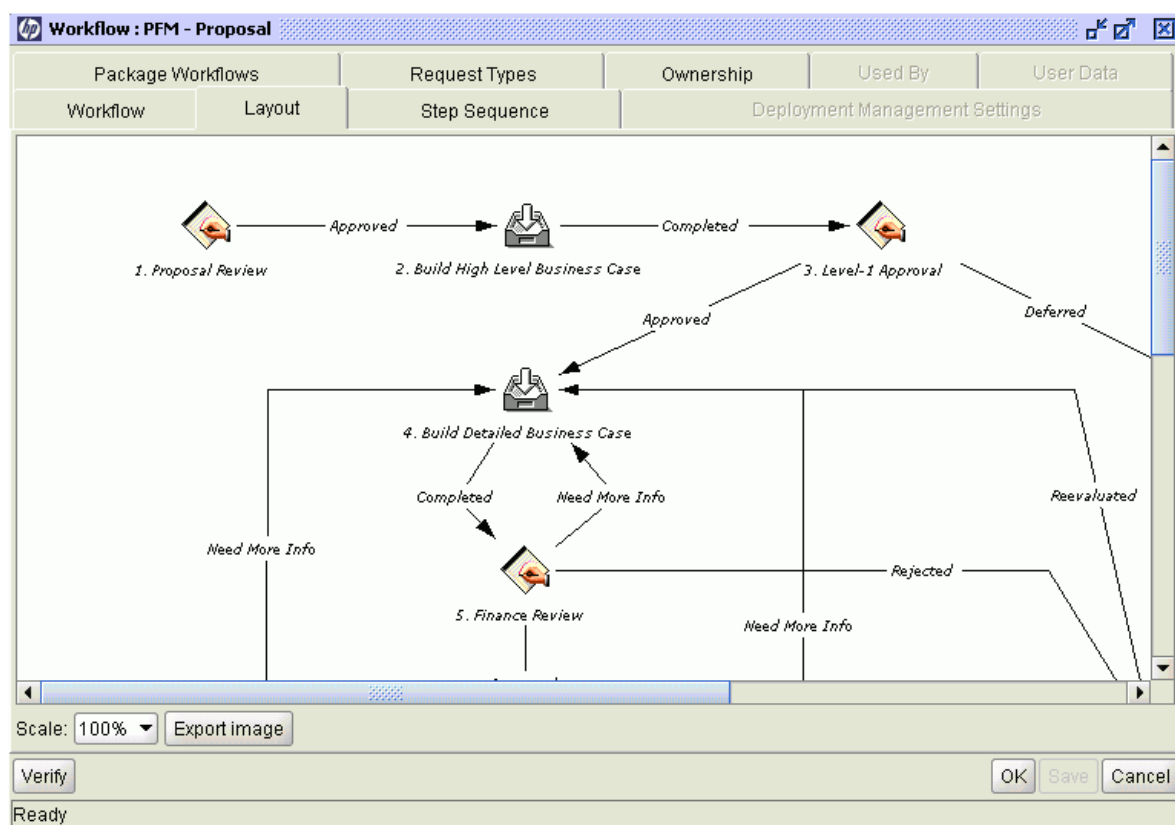 hp Workflow : PFM - Proposal
Package Workflows Request Types Ownership Used By User Data
Workflow Layout Step Sequence Deployment Management Settings
Approved Completed
1. Proposal Review 2. Build High Level Business Case 3. Level-1 Approval
Approved Deferred
4. Build Detailed Business Case
Completed Need More Info Reevaluated
Need More Info
Rejected
5. Finance Review
Need More Info
Scale: 100% Export image
Verify OK Save Cancel
Ready